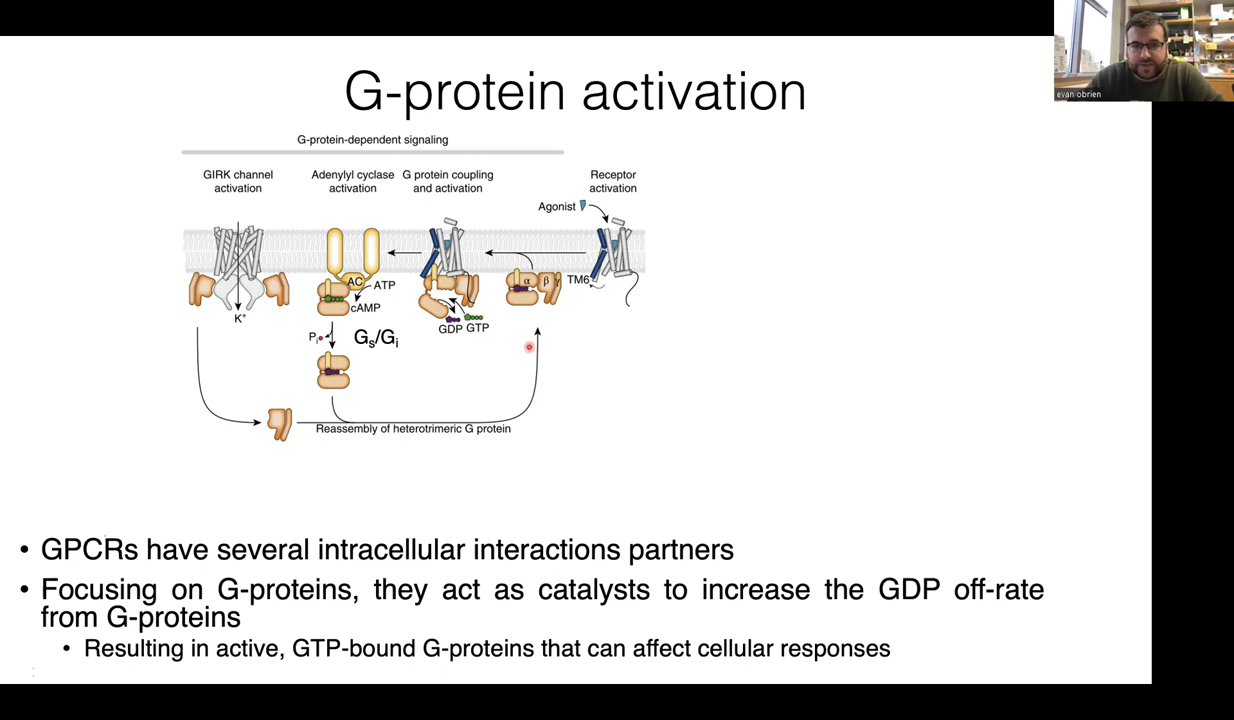 evan obrien
G-protein activation
G-protein-dependent signaling
GIRK channel
activation
Adenylyl cyclase
activation
G protein coupling
and activation
Receptor
activation
Agonist
AC
ATP
cAMP
K+
Pi
Gs/Gi
GDP GTP
α β γ
TM6
Reassembly of heterotrimeric G protein
• GPCRs have several intracellular interactions partners
• Focusing on G-proteins, they act as catalysts to increase the GDP off-rate
from G-proteins
• Resulting in active, GTP-bound G-proteins that can affect cellular responses